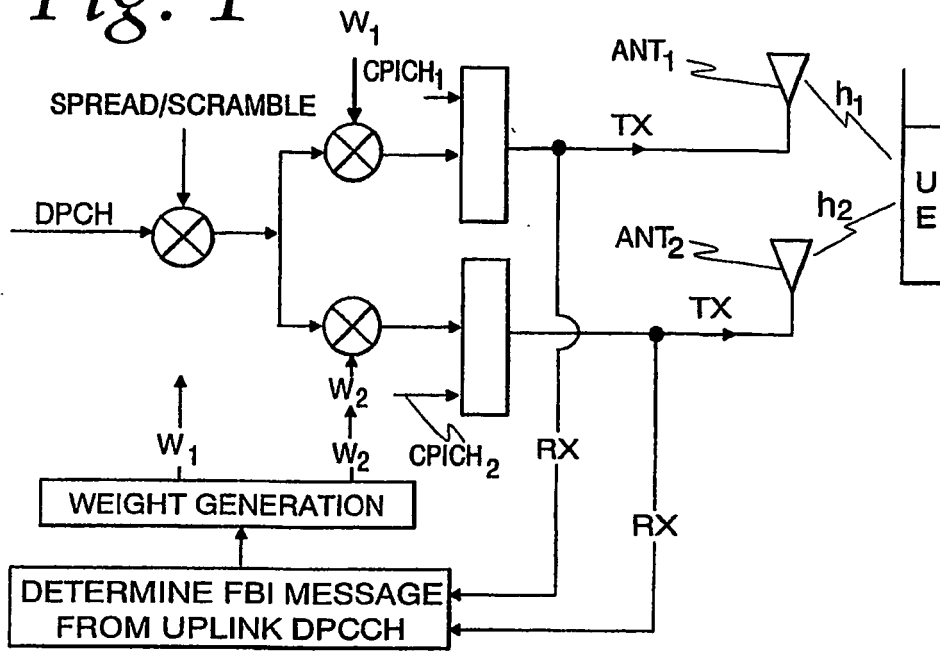 Fig. 1
W1
CPICH1
ANT1
h1
SPREAD/SCRAMBLE
TX
DPCH
UE
h2
ANT2
TX
W2
W1
W2
CPICH2
RX
WEIGHT GENERATION
RX
DETERMINE FBI MESSAGE
FROM UPLINK DPCCH